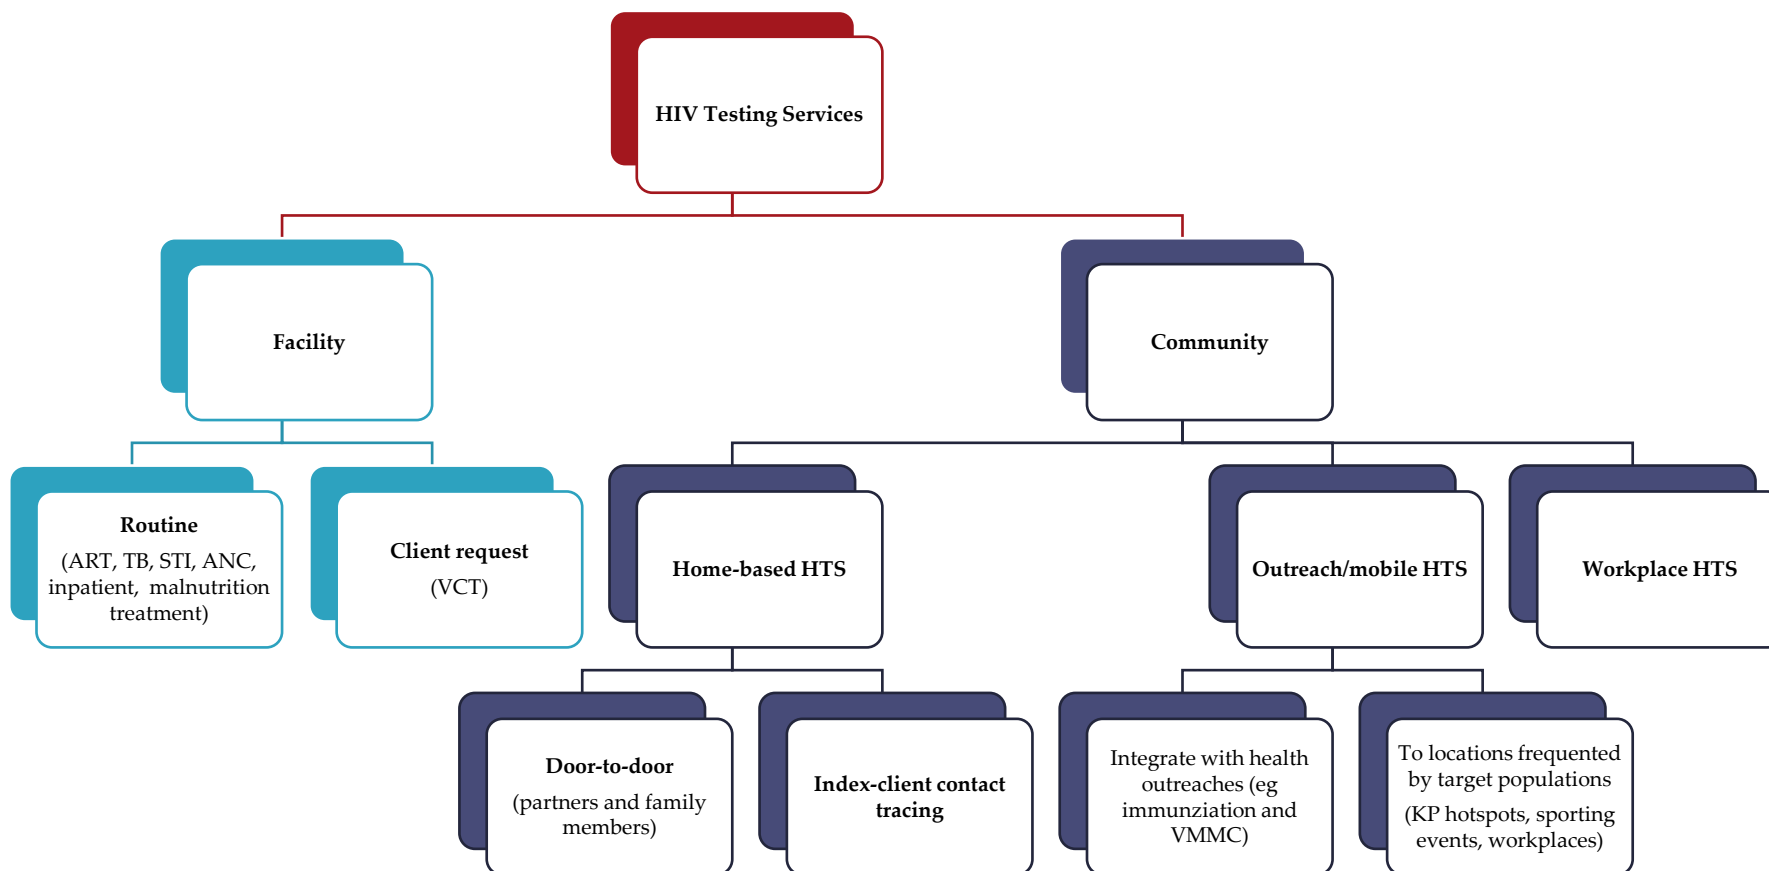 HIV Testing Services
Facility
Community
Routine
(ART, TB, STI, ANC,
inpatient, malnutrition
treatment)
Client request
(VCT)
Home-based HTS
Outreach/mobile HTS
Workplace HTS
Door-to-door
(partners and family
members)
Index-client contact
tracing
Integrate with health
outreaches (eg
immunziation and
VMMC)
To locations frequented
by target populations
(KP hotspots, sporting
events, workplaces)